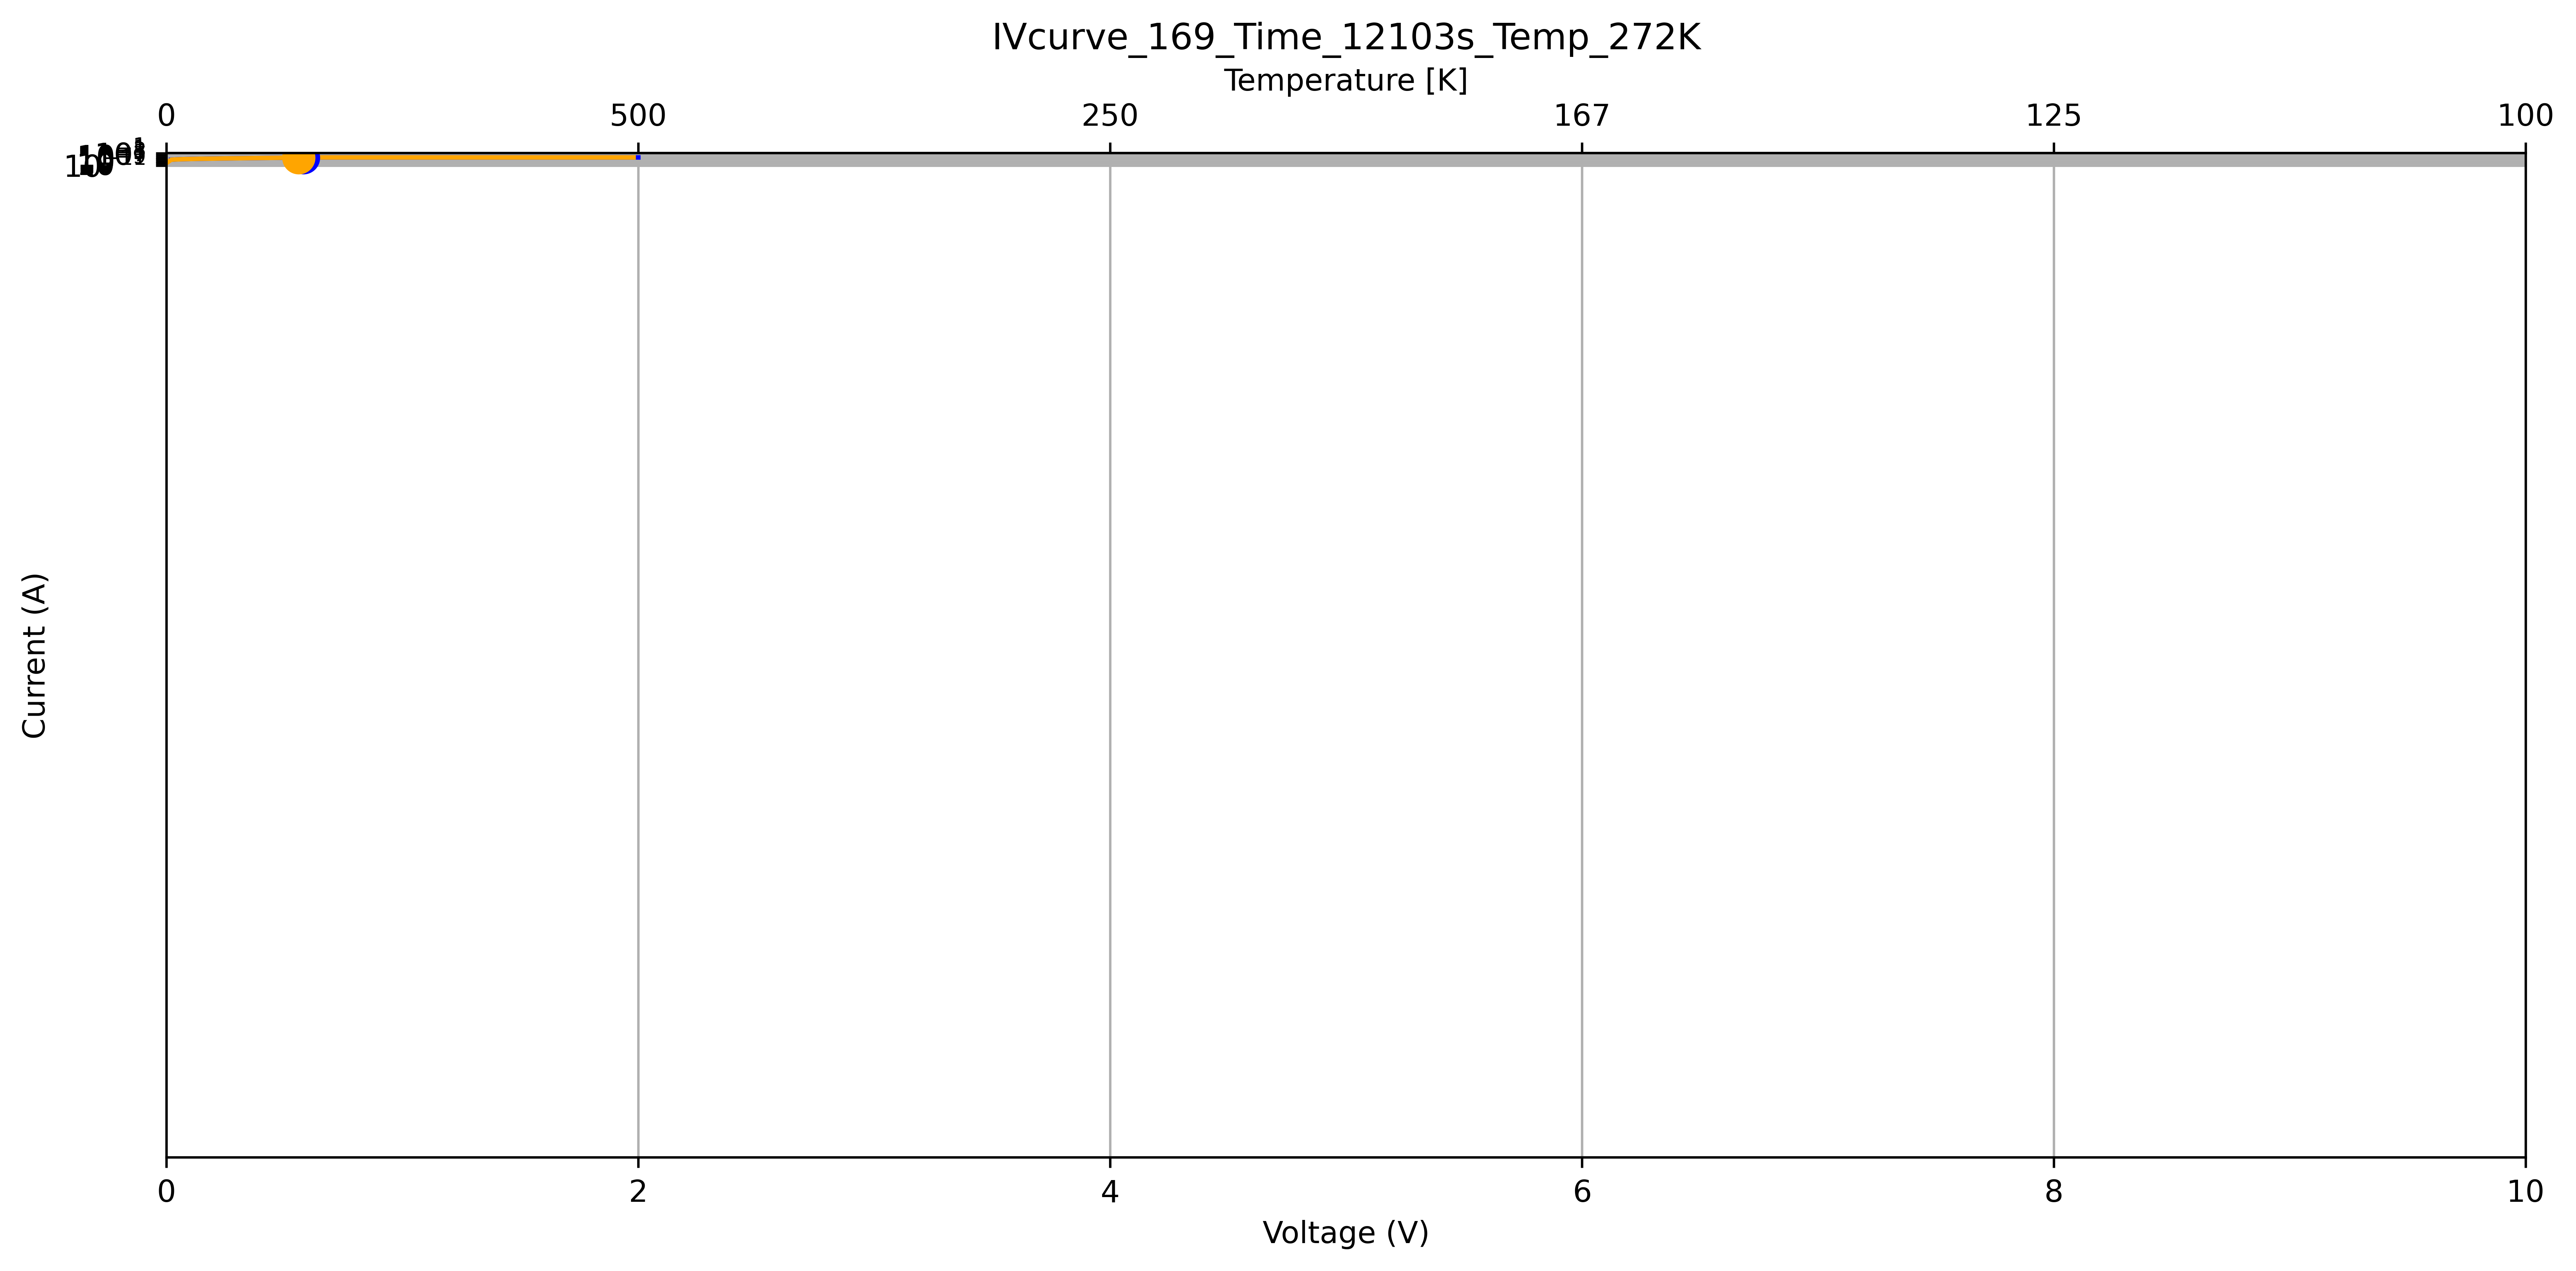 IVcurve_169_Time_12103s_Temp_272K
Temperature [K]
0 500 250 167 125 100
Current (A)
0 2 4 6 8 10
Voltage (V)